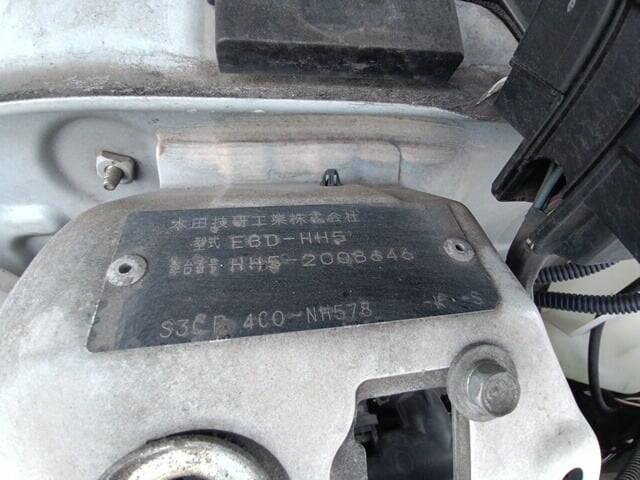 本田技研工業株式会社
型式 EBD-HH5
車台番号 HH5-2008646
4C0-NH578 -K -S